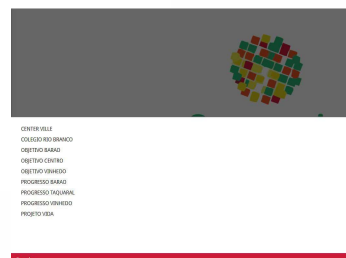 CENTER VILLE
COLEGIO RIO BRANCO
OBJETIVO BARAO
OBJETIVO CENTRO
OBJETIVO VINHEDO
PROGRESSO BARAO
PROGRESSO TAQUARAL
PROGRESSO VINHEDO
PROJETO VIDA